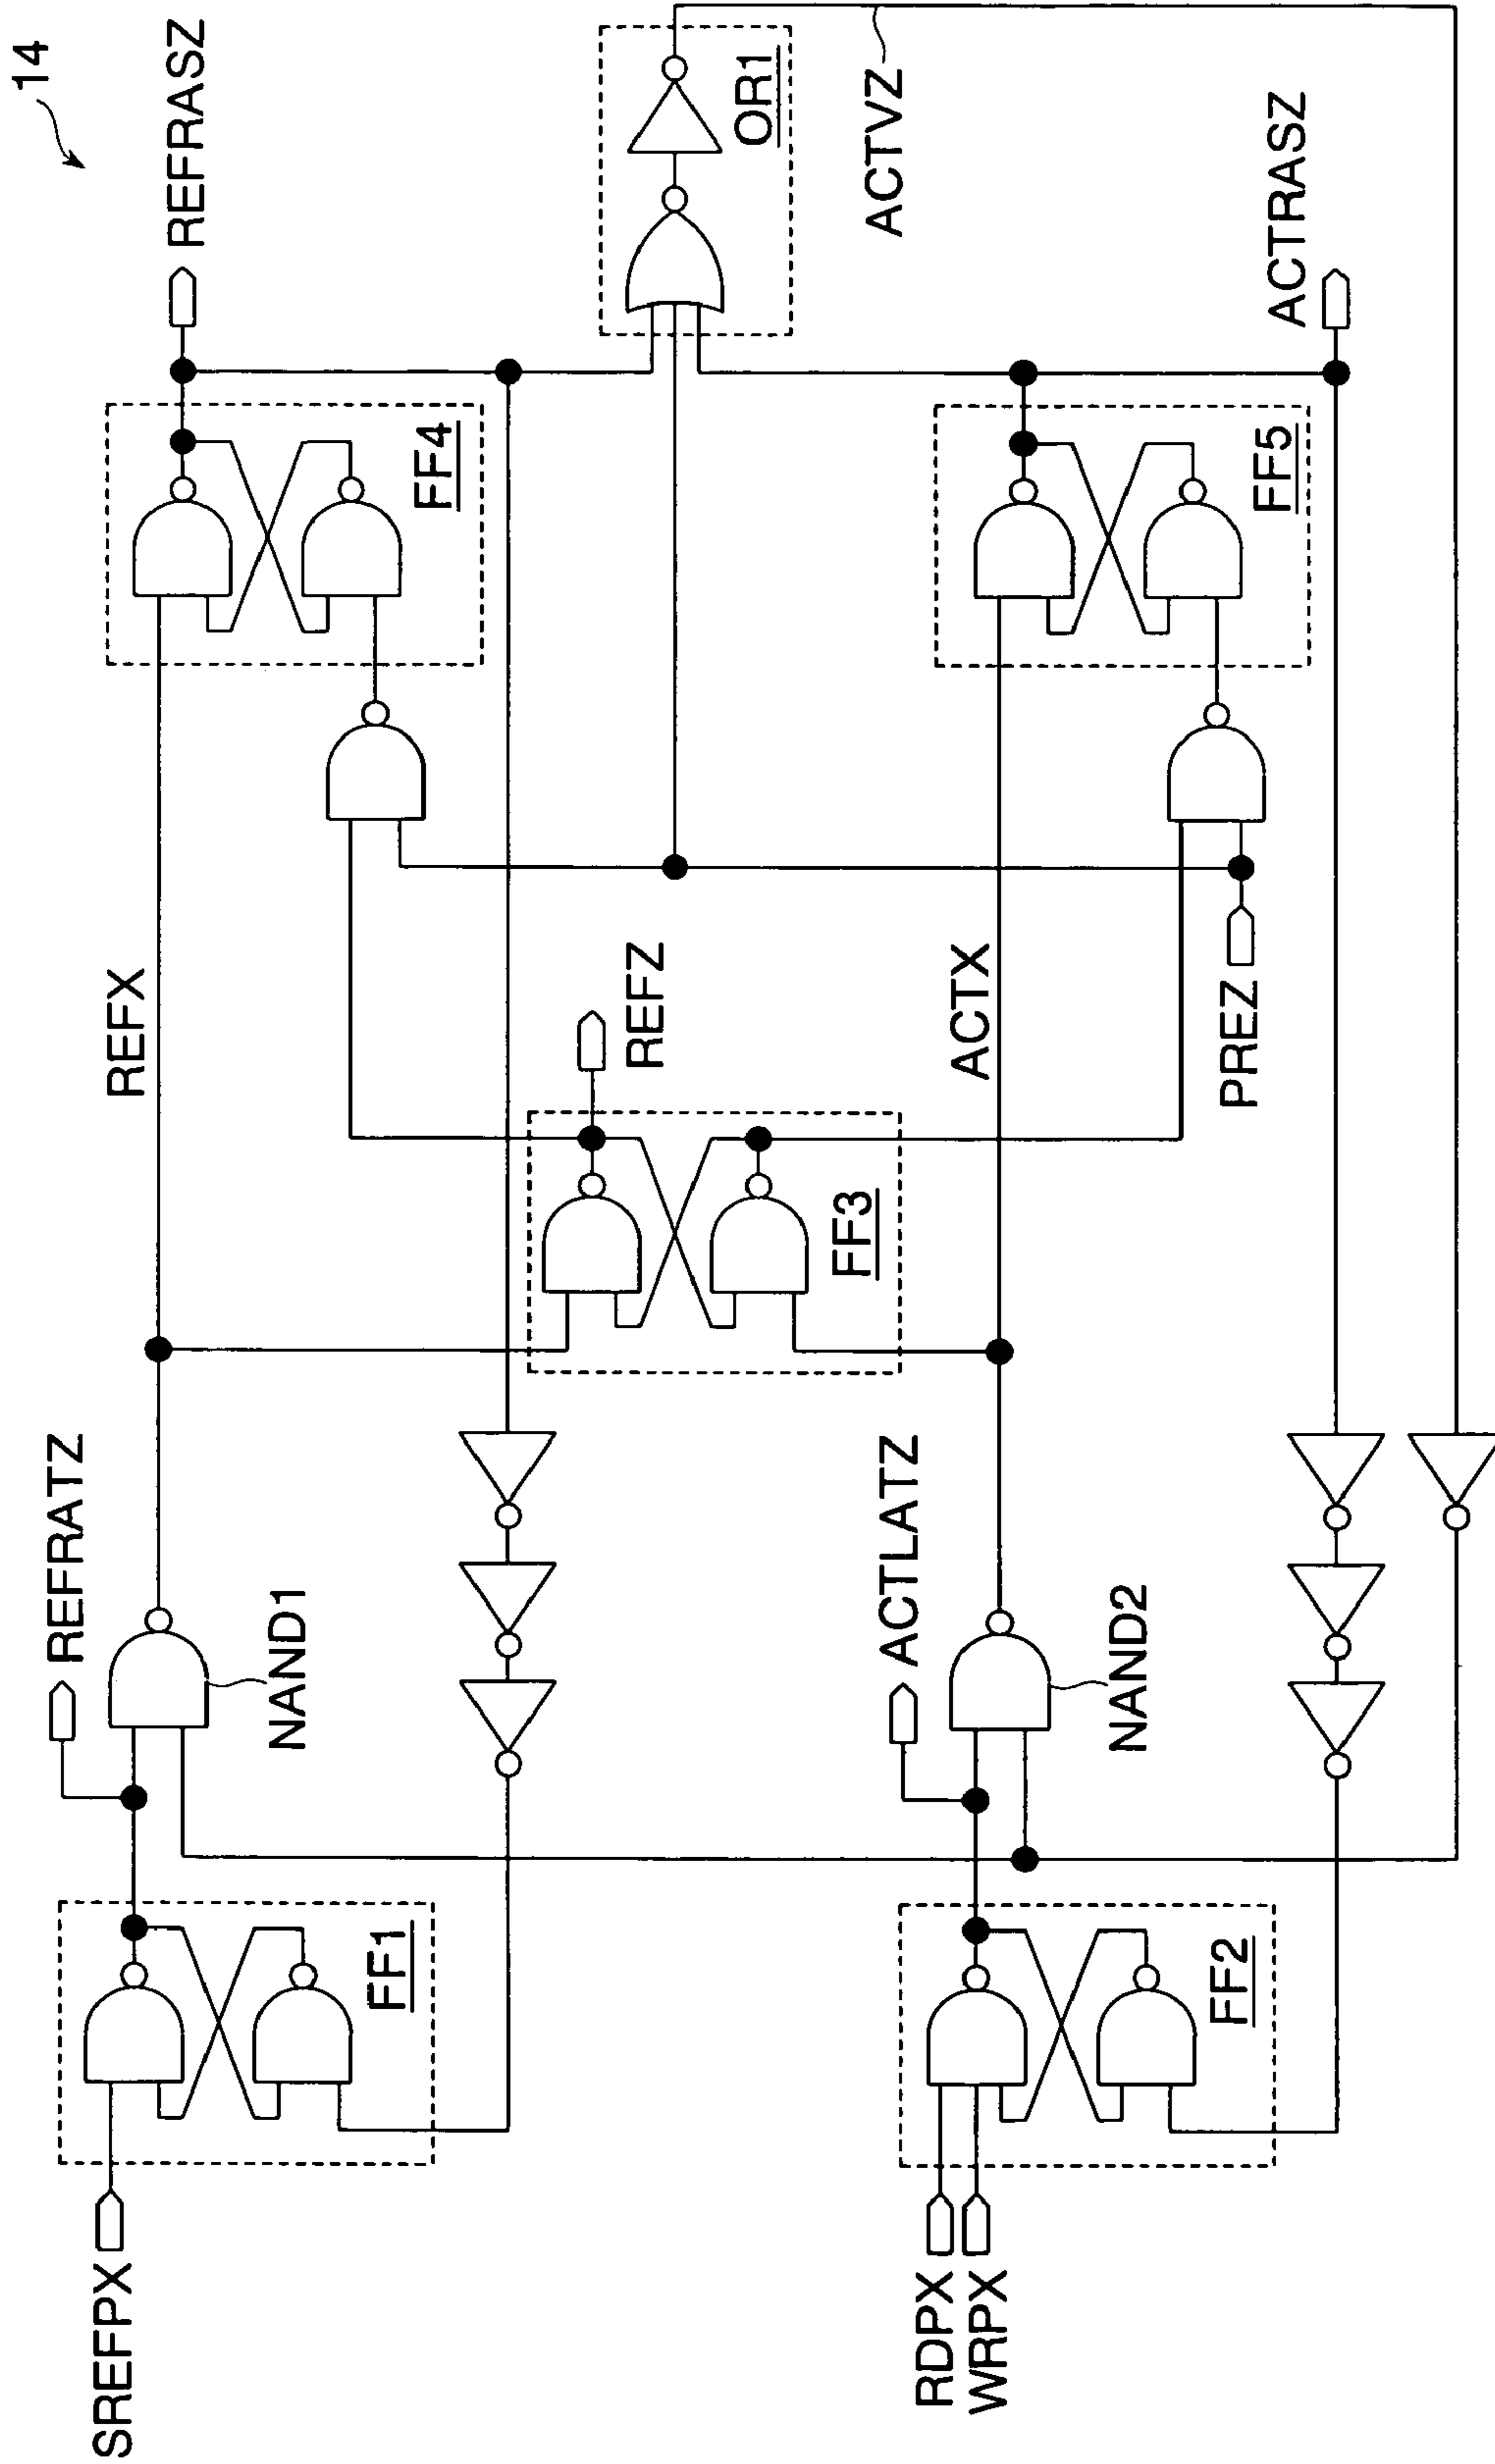 14
SREFPX
FF1
REFRATZ
NAND1
REFX
FF4
REFRASZ
REFZ
FF3
OR1
ACTVZ
RDPX
WRPX
FF2
ACTLATZ
NAND2
ACTX
PREZ
FF5
ACTRASZ